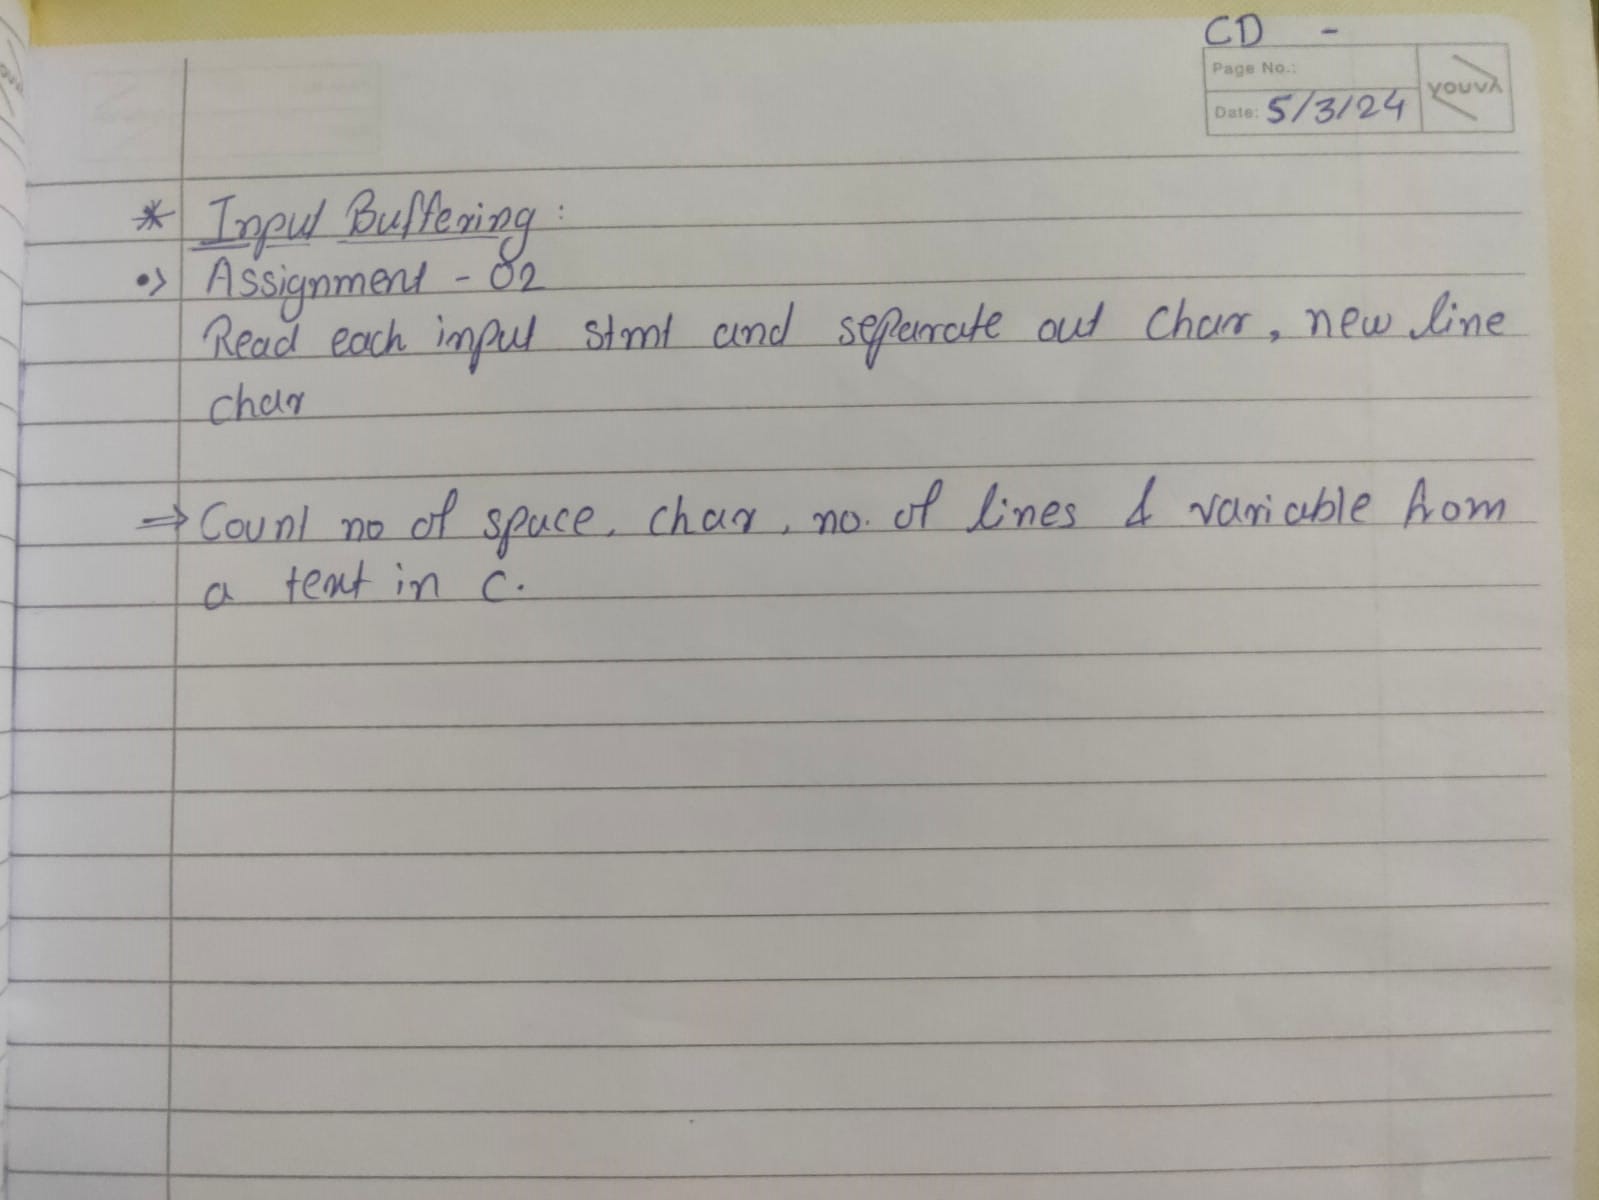 CD -
Page No.:
Date: 5/3/24
YOUVA
* Input Buffering :
•> Assignment - 02
Read each input stmt and separate out char, new line
char
⇒ Count no of space, char, no. of lines & variable from
a text in c.